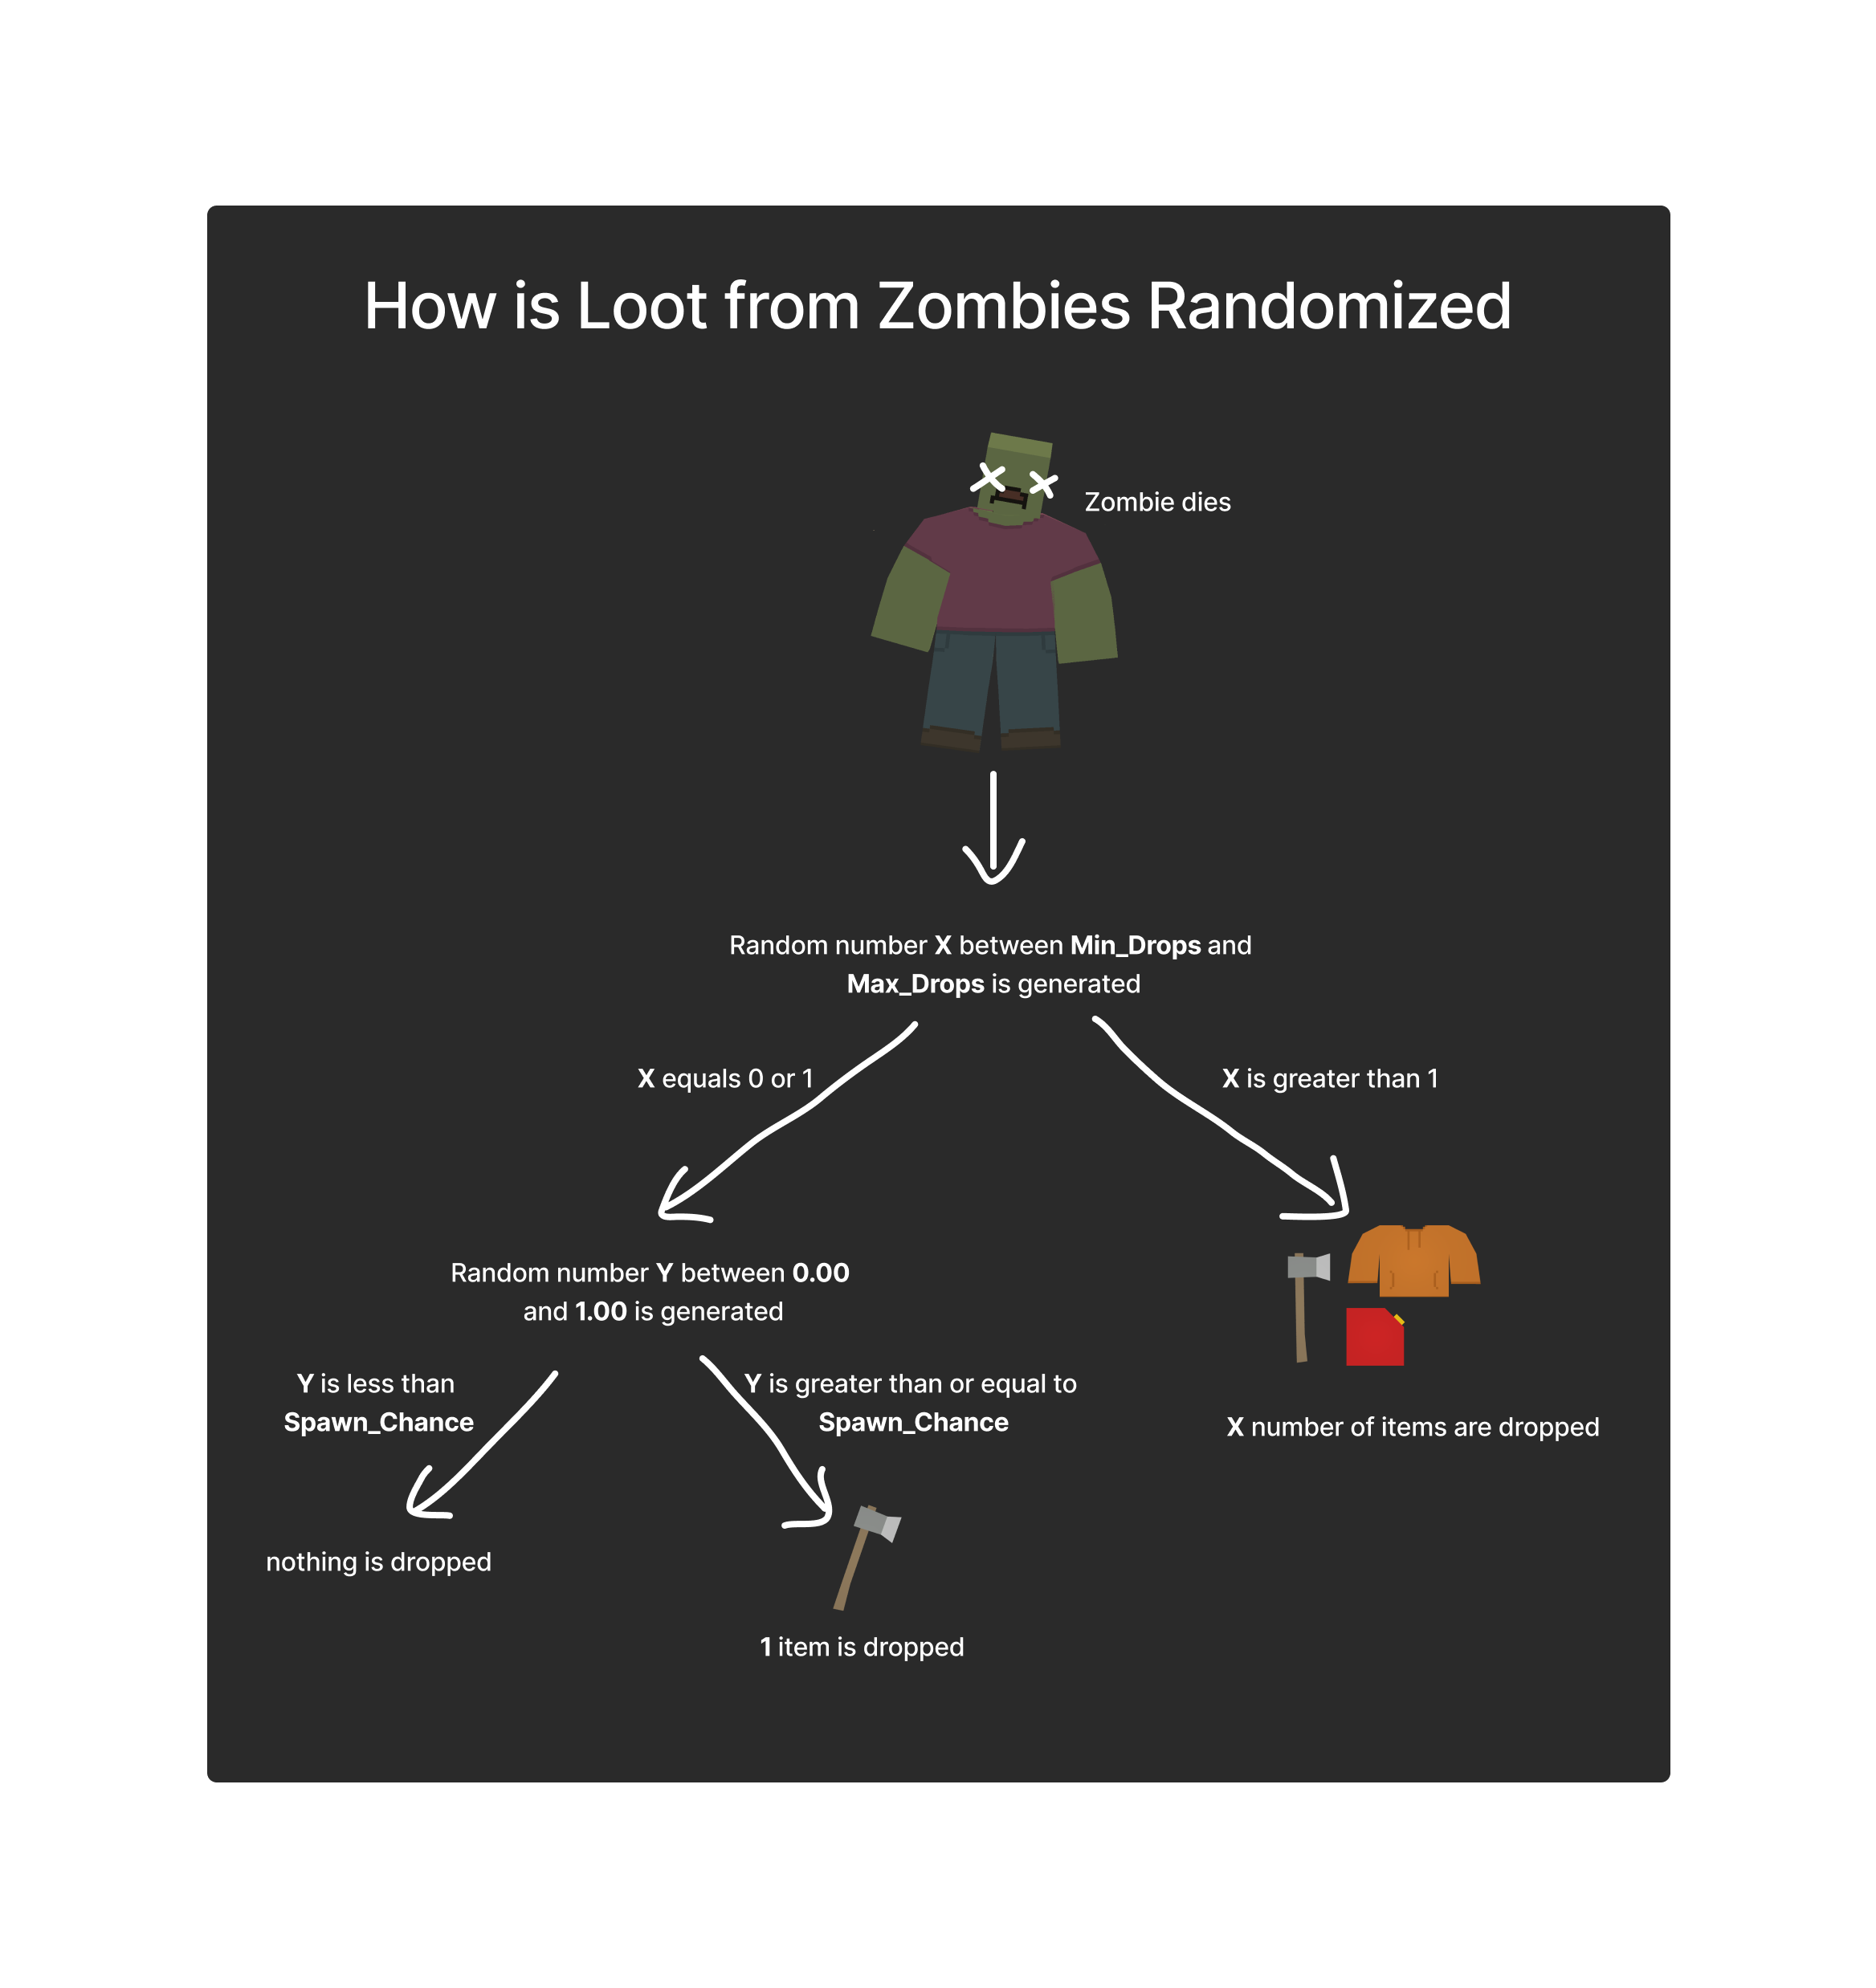 How is Loot from Zombies Randomized
Zombie dies
Random number X between Min_Drops and
Max_Drops is generated
X equals 0 or 1
X is greater than 1
Random number Y between 0.00
and 1.00 is generated
Y is less than
Spawn_Chance
Y is greater than or equal to
Spawn_Chance
X number of items are dropped
nothing is dropped
1 item is dropped